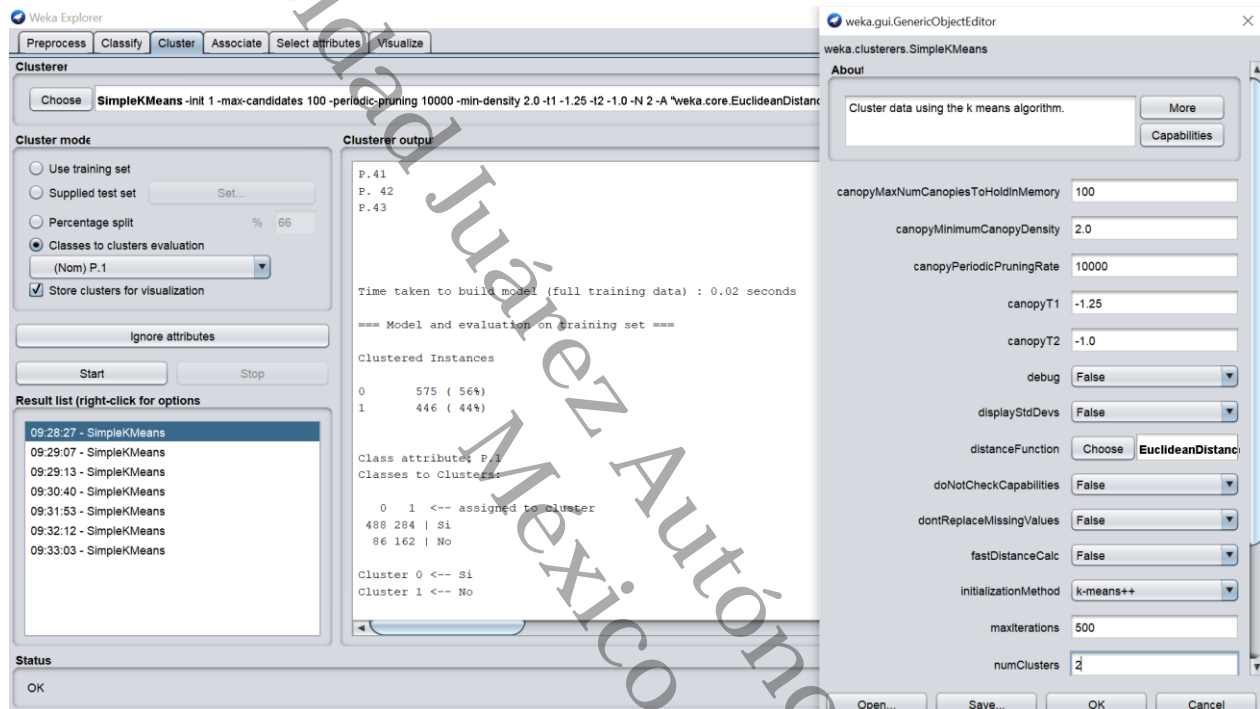 Weka Explorer
Preprocess Classify Cluster Associate Select attributes Visualize
Clusterer
Choose SimpleKMeans -init 1 -max-candidates 100 -periodic-pruning 10000 -min-density 2.0 -t1 -1.25 -t2 -1.0 -N 2 -A "weka.core.EuclideanDistanc
Cluster mode
Use training set
Supplied test set Set...
Percentage split % 66
Classes to clusters evaluation
(Nom) P.1
Store clusters for visualization
Ignore attributes
Start Stop
Result list (right-click for options
09:28:27 - SimpleKMeans
09:29:07 - SimpleKMeans
09:29:13 - SimpleKMeans
09:30:40 - SimpleKMeans
09:31:53 - SimpleKMeans
09:32:12 - SimpleKMeans
09:33:03 - SimpleKMeans
Clusterer outpu
P.41
P. 42
P.43
Time taken to build model (full training data) : 0.02 seconds
=== Model and evaluation on training set ===
Clustered Instances
0 575 ( 56%)
1 446 ( 44%)
Class attribute: P.1
Classes to Clusters:
0 1 <-- assigned to cluster
488 284 | Si
86 162 | No
Cluster 0 <-- Si
Cluster 1 <-- No
Status
OK
weka.gui.GenericObjectEditor
weka.clusterers.SimpleKMeans
About
Cluster data using the k means algorithm.
More
Capabilities
canopyMaxNumCanopiesToHoldInMemory 100
canopyMinimumCanopyDensity 2.0
canopyPeriodicPruningRate 10000
canopyT1 -1.25
canopyT2 -1.0
debug False
displayStdDevs False
distanceFunction Choose EuclideanDistanc
doNotCheckCapabilities False
dontReplaceMissingValues False
fastDistanceCalc False
initializationMethod k-means++
maxIterations 500
numClusters 2
Open... Save... OK Cancel
idad Juárez Autóno
México